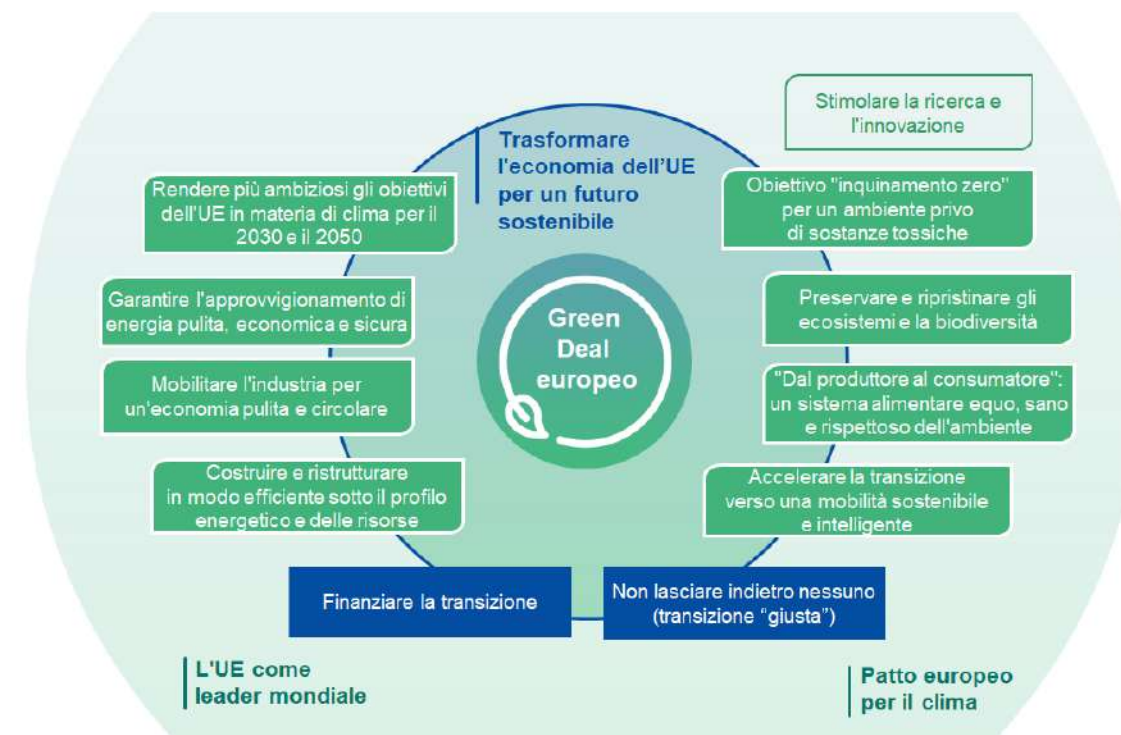 Stimolare la ricerca e
l'innovazione
Trasformare
l'economia dell'UE
per un futuro
sostenibile
Rendere più ambiziosi gli obiettivi
dell'UE in materia di clima per il
2030 e il 2050
Obiettivo "inquinamento zero"
per un ambiente privo
di sostanze tossiche
Garantire l'approvvigionamento di
energia pulita, economica e sicura
Preservare e ripristinare gli
ecosistemi e la biodiversità
Green
Deal
europeo
Mobilitare l'industria per
un'economia pulita e circolare
"Dal produttore al consumatore":
un sistema alimentare equo, sano
e rispettoso dell'ambiente
Costruire e ristrutturare
in modo efficiente sotto il profilo
energetico e delle risorse
Accelerare la transizione
verso una mobilità sostenibile
e intelligente
Finanziare la transizione
Non lasciare indietro nessuno
(transizione “giusta”)
L'UE come
leader mondiale
Patto europeo
per il clima